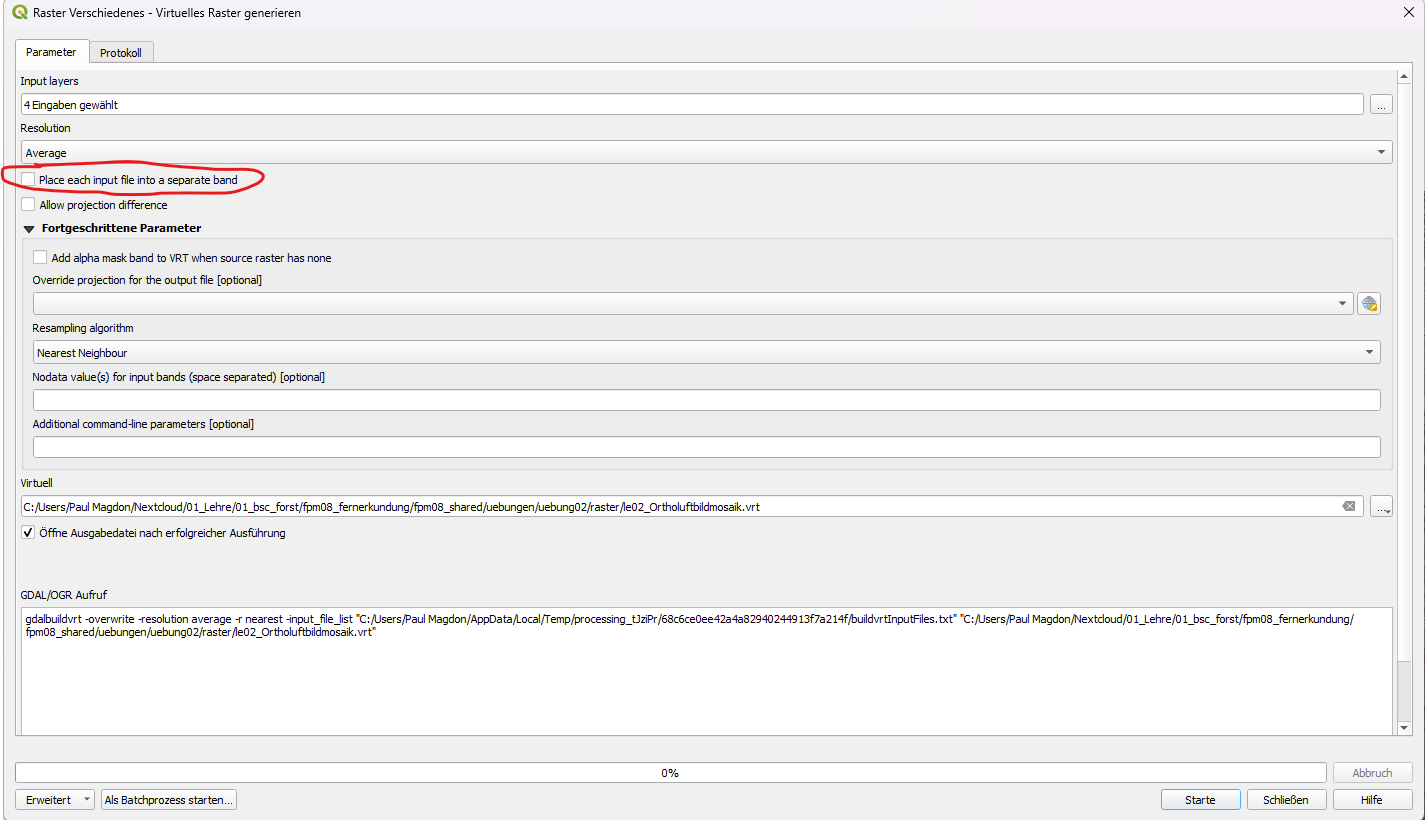 Raster Verschiedenes - Virtuelles Raster generieren
Parameter
Protokoll
Input layers
4 Eingaben gewählt
...
Resolution
Average
Place each input file into a separate band
Allow projection difference
Fortgeschrittene Parameter
Add alpha mask band to VRT when source raster has none
Override projection for the output file [optional]
Resampling algorithm
Nearest Neighbour
Nodata value(s) for input bands (space separated) [optional]
Additional command-line parameters [optional]
Virtuell
C:/Users/Paul Magdon/Nextcloud/01_Lehre/01_bsc_forst/fpm08_fernerkundung/fpm08_shared/uebungen/uebung02/raster/le02_Ortholuftbildmosaik.vrt
...
Öffne Ausgabedatei nach erfolgreicher Ausführung
GDAL/OGR Aufruf
gdalbuildvrt -overwrite -resolution average -r nearest -input_file_list "C:/Users/Paul Magdon/AppData/Local/Temp/processing_tJziPr/68c6ce0ee42a4a82940244913f7a214f/buildvrtInputFiles.txt" "C:/Users/Paul Magdon/Nextcloud/01_Lehre/01_bsc_forst/fpm08_fernerkundung/
fpm08_shared/uebungen/uebung02/raster/le02_Ortholuftbildmosaik.vrt"
0%
Abbruch
Erweitert
Als Batchprozess starten...
Starte
Schließen
Hilfe